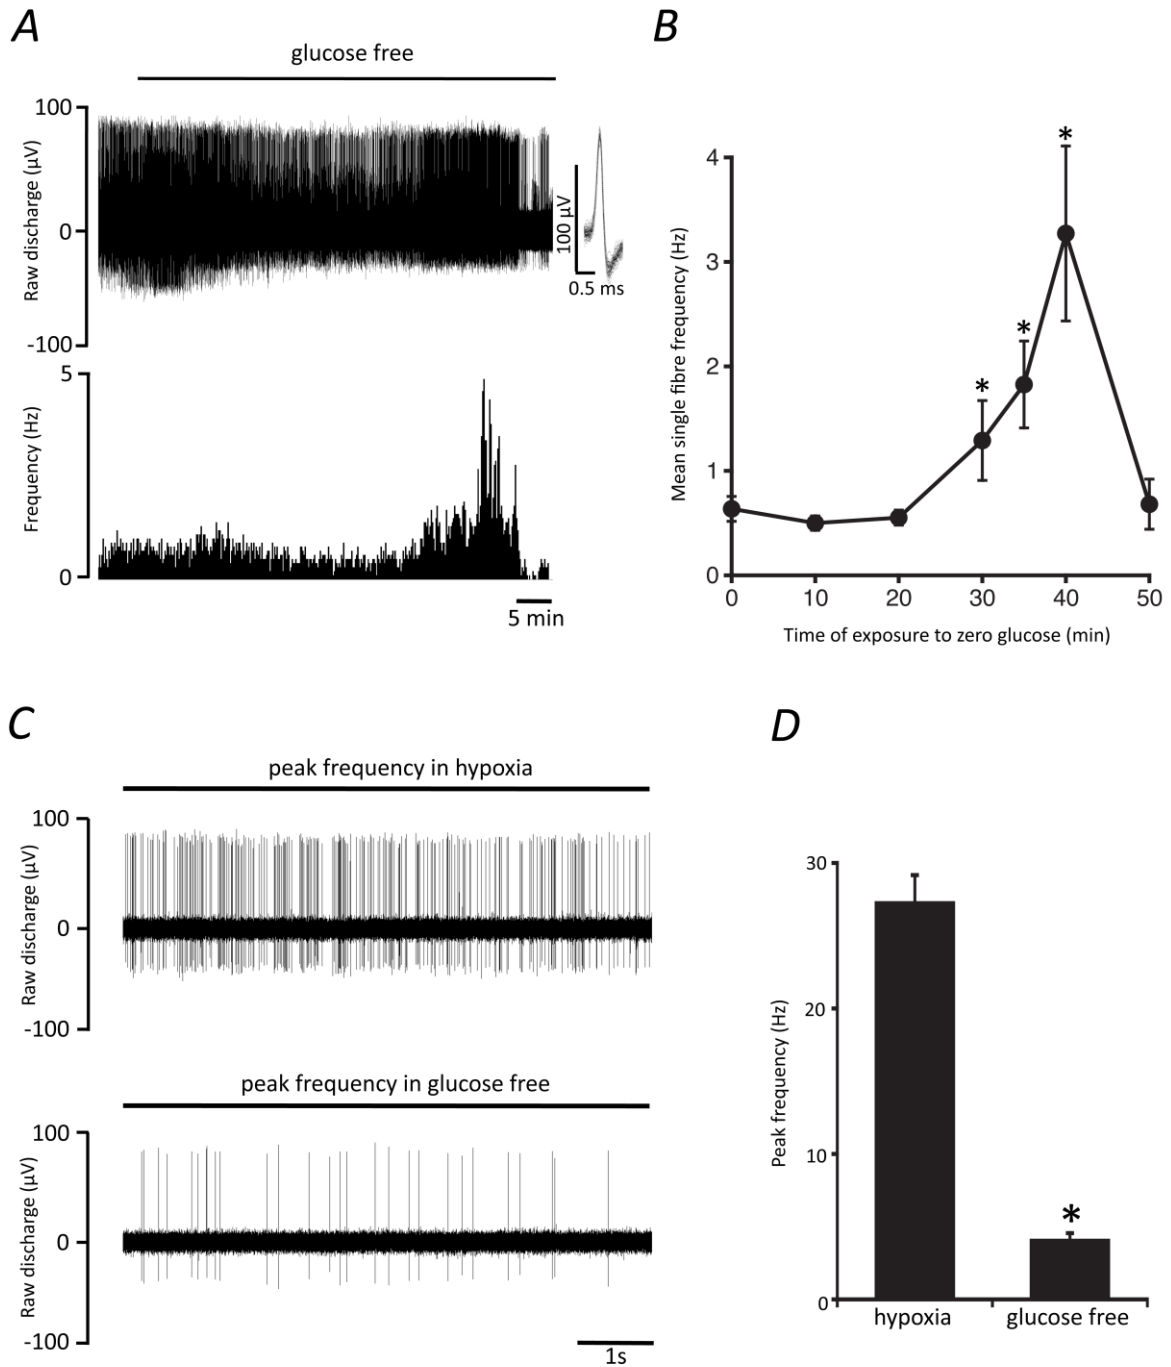 A
glucose free
100
0
-100
Raw discharge (µV)
100 µV
0.5 ms
5
0
Frequency (Hz)
5 min
B
*
*
*
4
3
2
1
0
Mean single fibre frequency (Hz)
0 10 20 30 40 50
Time of exposure to zero glucose (min)
C
peak frequency in hypoxia
100
0
-100
Raw discharge (µV)
peak frequency in glucose free
100
0
-100
Raw discharge (µV)
1s
D
30
20
10
0
Peak frequency (Hz)
*
hypoxia glucose free